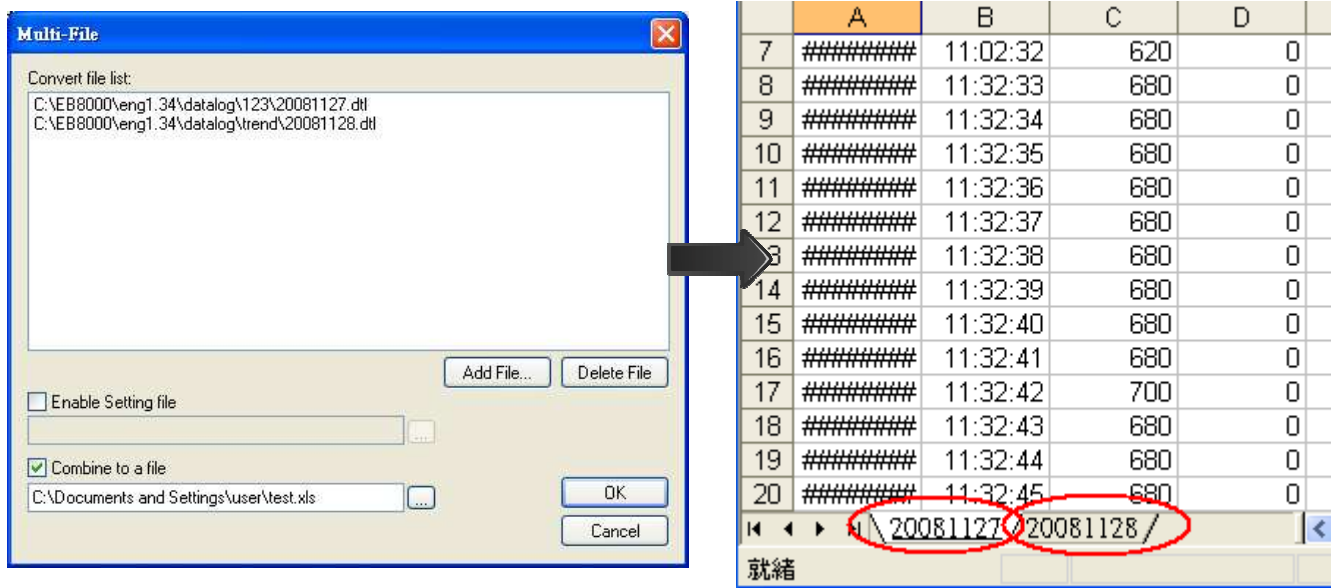 Multi-File
Convert file list:
C:\EB8000\eng1.34\datalog\123\20081127.dtl
C:\EB8000\eng1.34\datalog\trend\20081128.dtl
Add File...
Delete File
Enable Setting file
...
Combine to a file
C:\Documents and Settings\user\test.xls
...
OK
Cancel
A B C D
7 ######## 11:02:32 620 0
8 ######## 11:32:33 680 0
9 ######## 11:32:34 680 0
10 ######## 11:32:35 680 0
11 ######## 11:32:36 680 0
12 ######## 11:32:37 680 0
3 ######## 11:32:38 680 0
14 ######## 11:32:39 680 0
15 ######## 11:32:40 680 0
16 ######## 11:32:41 680 0
17 ######## 11:32:42 700 0
18 ######## 11:32:43 680 0
19 ######## 11:32:44 680 0
20 ######## 11:32:45 680 0
20081127 / 20081128 /
就緒